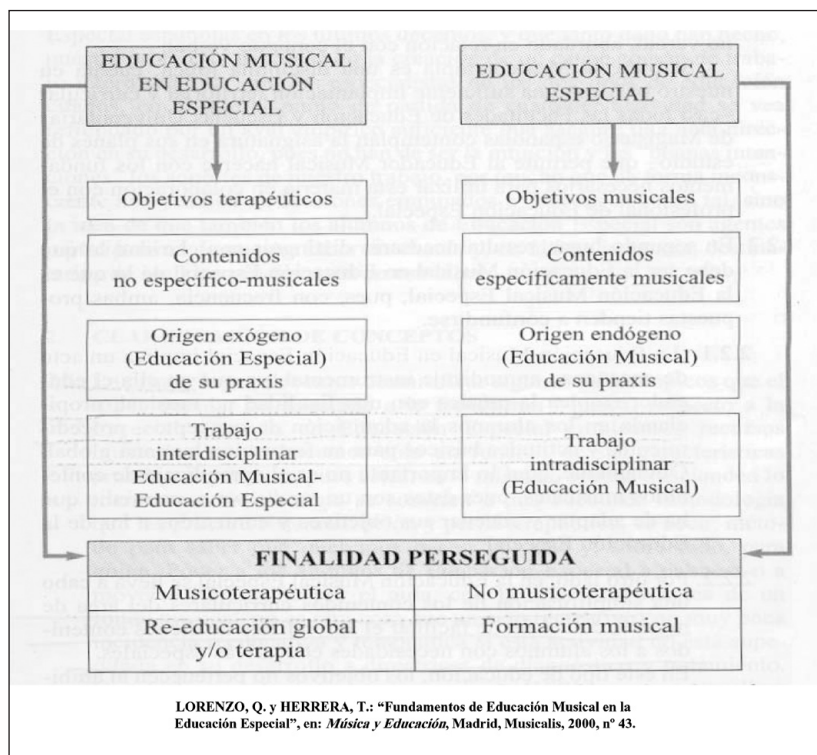 EDUCACIÓN MUSICAL
EN EDUCACIÓN
ESPECIAL
Objetivos terapéuticos
Contenidos
no específico-musicales
Origen exógeno
(Educación Especial)
de su praxis
Trabajo
interdisciplinar
Educación Musical-
Educación Especial
EDUCACIÓN MUSICAL
ESPECIAL
Objetivos musicales
Contenidos
específicamente musicales
Origen endógeno
(Educación Musical)
de su praxis
Trabajo
intradisciplinar
(Educación Musical)
FINALIDAD PERSEGUIDA
Musicoterapéutica
No musicoterapéutica
Re-educación global
y/o terapia
Formación musical
LORENZO, Q. y HERRERA, T.: “Fundamentos de Educación Musical en la
Educación Especial”, en: Música y Educación, Madrid, Musicalis, 2000, nº 43.